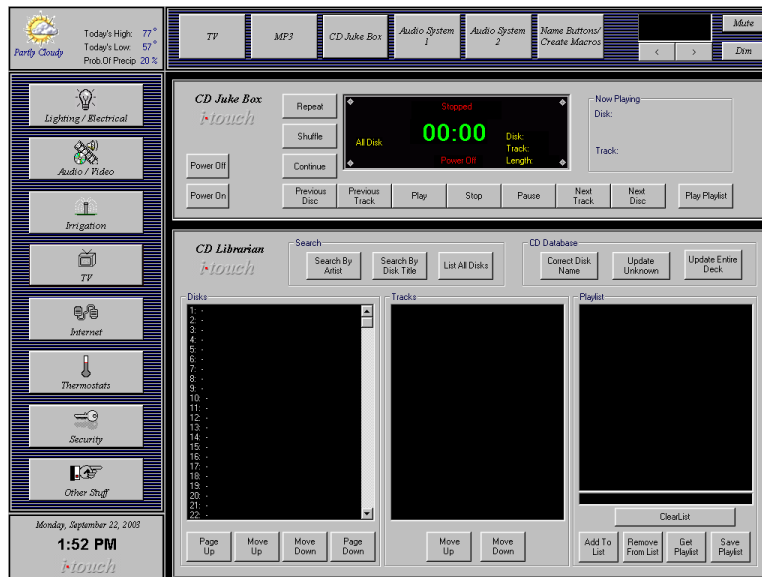 Today's High: 77°
Today's Low: 57°
Prob.Of Precip 20 %
Partly Cloudy
TV
MP3
CD Juke Box
Audio System
1
Audio System
2
Name Buttons/
Create Macros
<
>
Mute
Dim
Lighting / Electrical
Audio / Video
Irrigation
TV
Internet
Thermostats
Security
Other Stuff
Monday, September 22, 2003
1:52 PM
i-touch
CD Juke Box
i-touch
Power Off
Power On
Repeat
Shuffle
Continue
Stopped
00:00
All Disk
Power Off
Disk:
Track:
Length:
Now Playing
Disk:
Track:
Previous
Disc
Previous
Track
Play
Stop
Pause
Next
Track
Next
Disc
Play Playlist
CD Librarian
i-touch
Search
Search By
Artist
Search By
Disk Title
List All Disks
CD Database
Correct Disk
Name
Update
Unknown
Update Entire
Deck
Disks
1: -
2: -
3: -
4: -
5: -
6: -
7: -
8: -
9: -
10: -
11: -
12: -
13: -
14: -
15: -
16: -
17: -
18: -
19: -
20: -
21: -
22: -
Page
Up
Move
Up
Move
Down
Page
Down
Tracks
Move
Up
Move
Down
Playlist
ClearList
Add To
List
Remove
From List
Get
Playlist
Save
Playlist